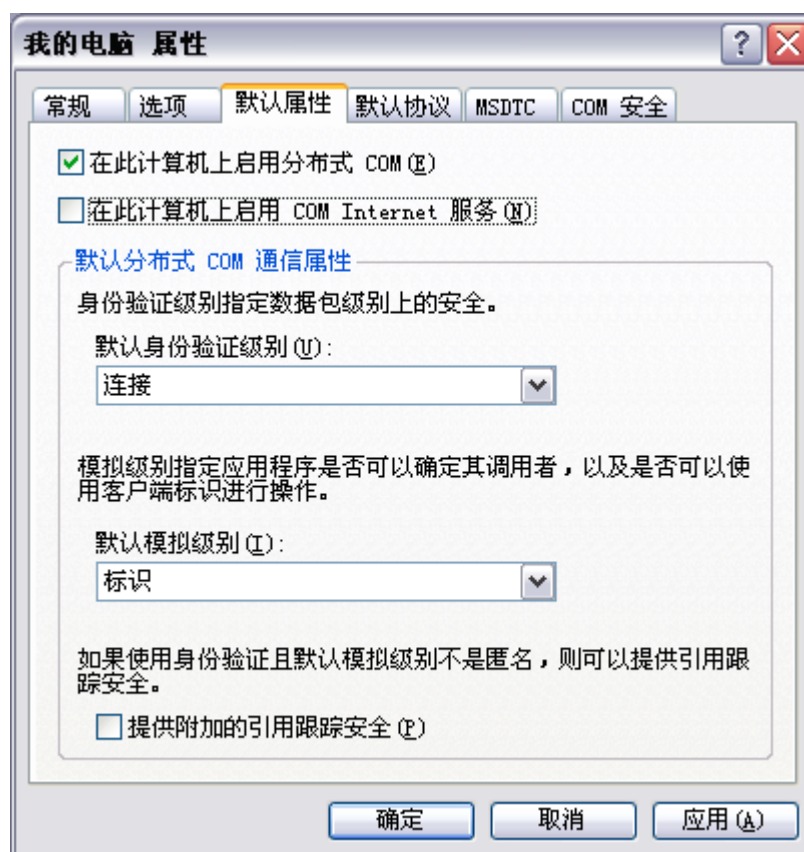 我的电脑 属性
常规 选项 默认属性 默认协议 MSDTC COM 安全
在此计算机上启用分布式 COM(E)
在此计算机上启用 COM Internet 服务(N)
默认分布式 COM 通信属性
身份验证级别指定数据包级别上的安全。
默认身份验证级别(U):
连接
模拟级别指定应用程序是否可以确定其调用者，以及是否可以使
用客户端标识进行操作。
默认模拟级别(I):
标识
如果使用身份验证且默认模拟级别不是匿名，则可以提供引用跟
踪安全。
提供附加的引用跟踪安全(P)
确定 取消 应用(A)